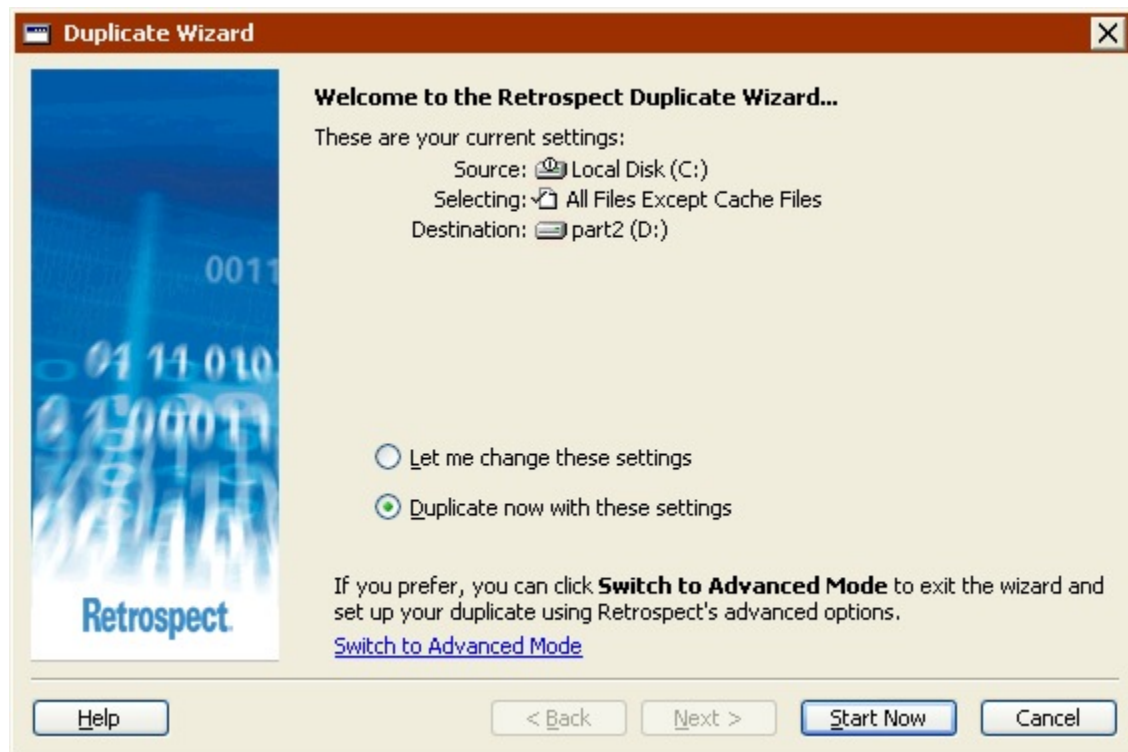 Duplicate Wizard
Welcome to the Retrospect Duplicate Wizard...
These are your current settings:
Source: Local Disk (C:)
Selecting: All Files Except Cache Files
Destination: part2 (D:)
0011
01 11 010
0 1 00011
Let me change these settings
Duplicate now with these settings
If you prefer, you can click Switch to Advanced Mode to exit the wizard and
set up your duplicate using Retrospect's advanced options.
Switch to Advanced Mode
Retrospect.
Help
< Back
Next >
Start Now
Cancel